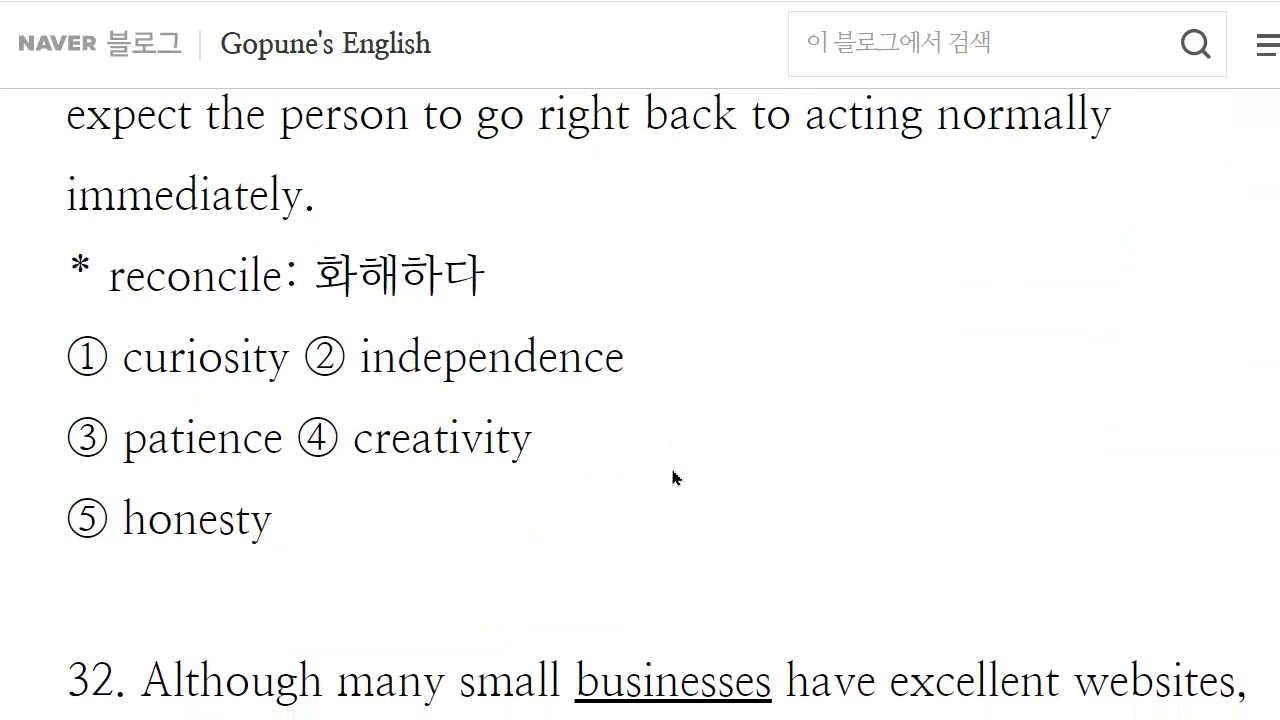 NAVER 블로그 Gopune's English 이 블로그에서 검색
expect the person to go right back to acting normally
immediately.
* reconcile: 화해하다
① curiosity ② independence
③ patience ④ creativity
⑤ honesty
32. Although many small businesses have excellent websites,